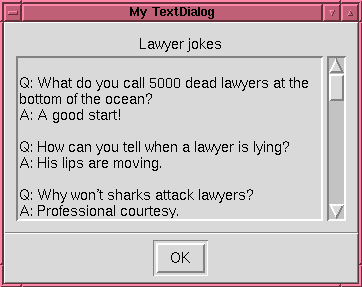 My TextDialog
Lawyer jokes
Q: What do you call 5000 dead lawyers at the
bottom of the ocean?
A: A good start!
Q: How can you tell when a lawyer is lying?
A: His lips are moving.
Q: Why won't sharks attack lawyers?
A: Professional courtesy.
OK